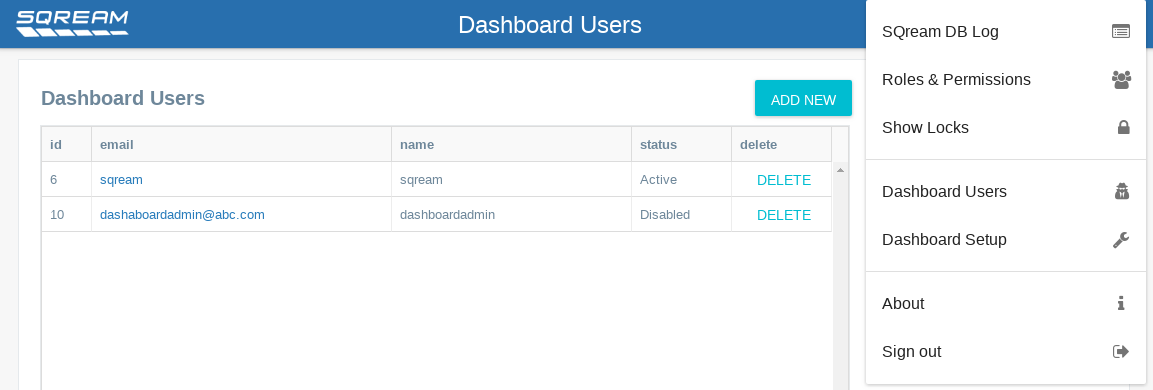 SQREAM
Dashboard Users
SQream DB Log
Roles & Permissions
Show Locks
Dashboard Users
Dashboard Setup
About
Sign out
Dashboard Users
ADD NEW
id email name status delete
6 sqream sqream Active DELETE
10 dashaboardadmin@abc.com dashboardadmin Disabled DELETE